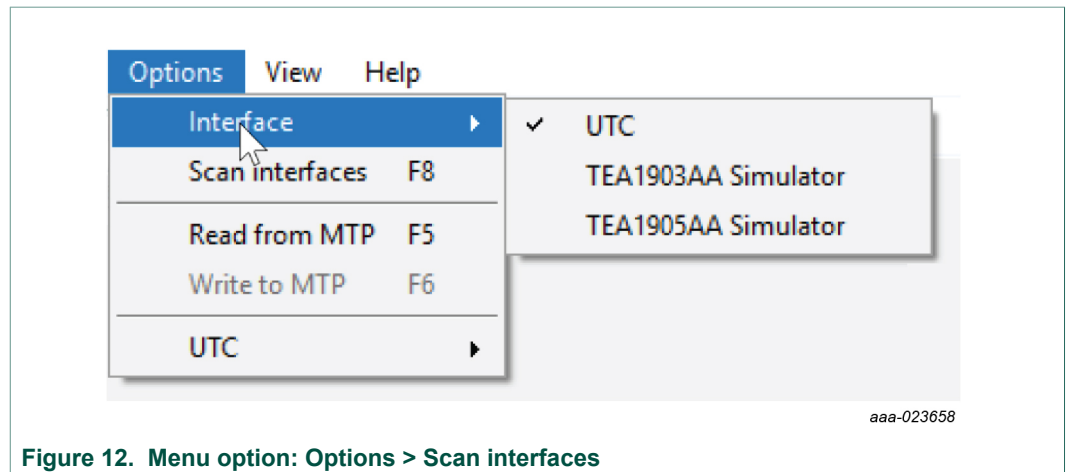 Options View Help
Interface
Scan interfaces F8
Read from MTP F5
Write to MTP F6
UTC
UTC
TEA1903AA Simulator
TEA1905AA Simulator
aaa-023658
Figure 12. Menu option: Options > Scan interfaces